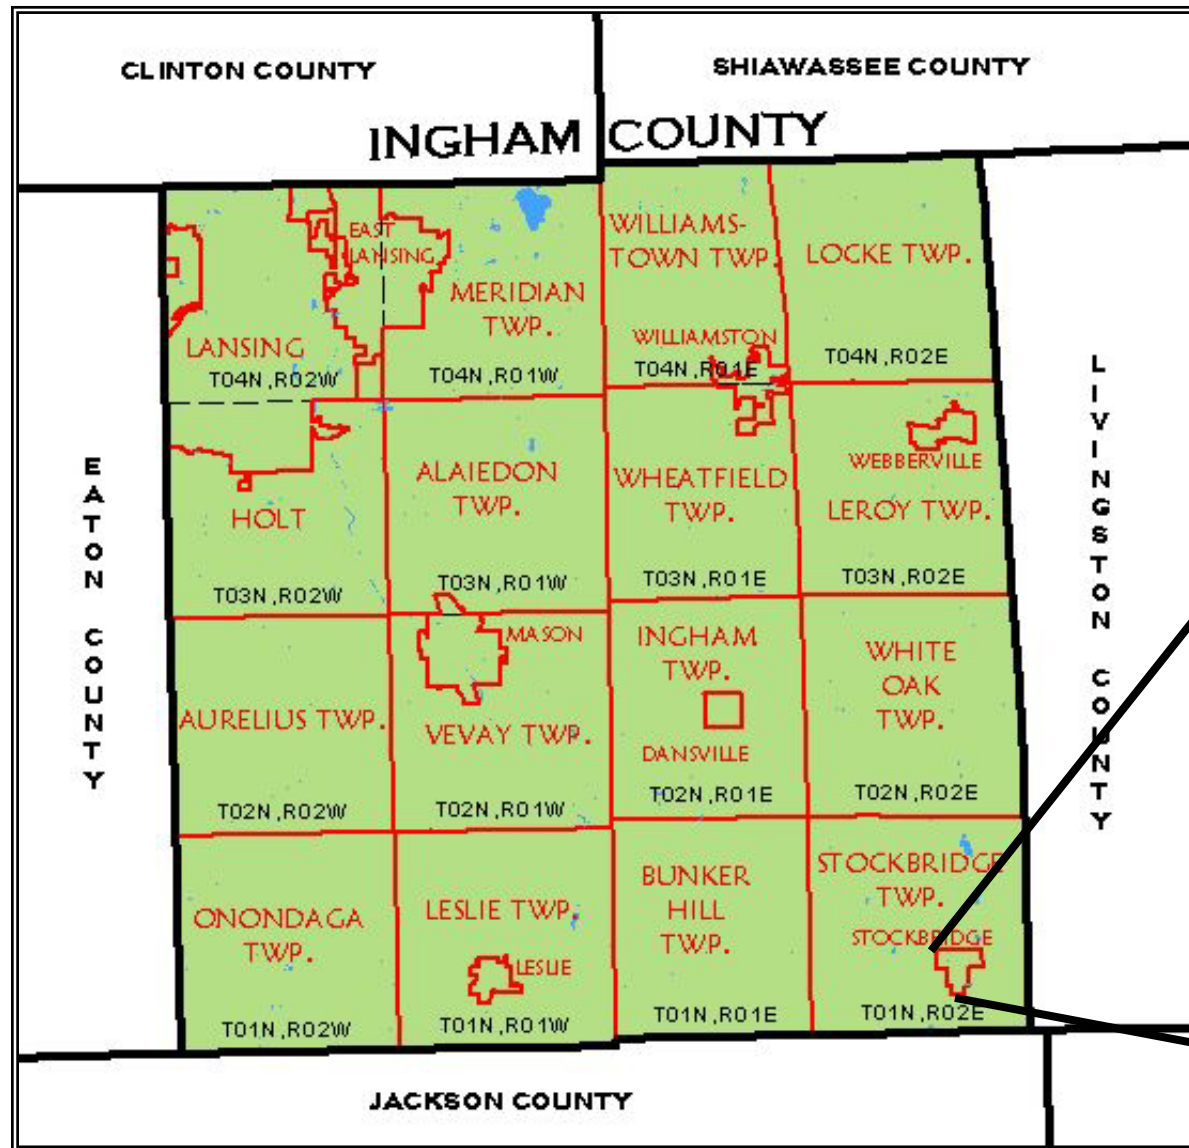 CLINTON COUNTY
SHIAWASSEE COUNTY
INGHAM COUNTY
EAST
LANSING
WILLIAMS-
TOWN TWP.
LOCKE TWP.
MERIDIAN
TWP.
LANSING
WILLIAMSTON
T04N,R02W
T04N,R01W
T04N,R01E
T04N,R02E
ALAIEDON
TWP.
WHEATFIELD
TWP.
WEBBERVILLE
LEROY TWP.
HOLT
T03N,R02W
T03N,R01W
T03N,R01E
T03N,R02E
EATON COUNTY
LIVINGSTON COUNTY
MASON
INGHAM
TWP.
WHITE
OAK
TWP.
AURELIUS TWP.
VEVAY TWP.
DANSVILLE
T02N,R02W
T02N,R01W
T02N,R01E
T02N,R02E
ONONDAGA
TWP.
LESLIE TWP.
LESLIE
BUNKER
HILL
TWP.
STOCKBRIDGE
TWP.
STOCKBRIDGE
T01N,R02W
T01N,R01W
T01N,R01E
T01N,R02E
JACKSON COUNTY